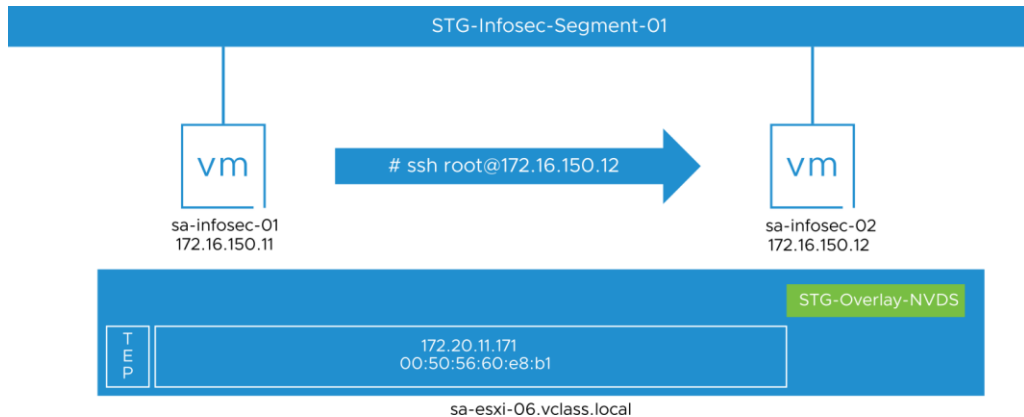 STG-Infosec-Segment-01
vm
# ssh root@172.16.150.12
vm
sa-infosec-01
172.16.150.11
sa-infosec-02
172.16.150.12
STG-Overlay-NVDS
T
E
P
172.20.11.171
00:50:56:60:e8:b1
sa-esxi-06.vclass.local